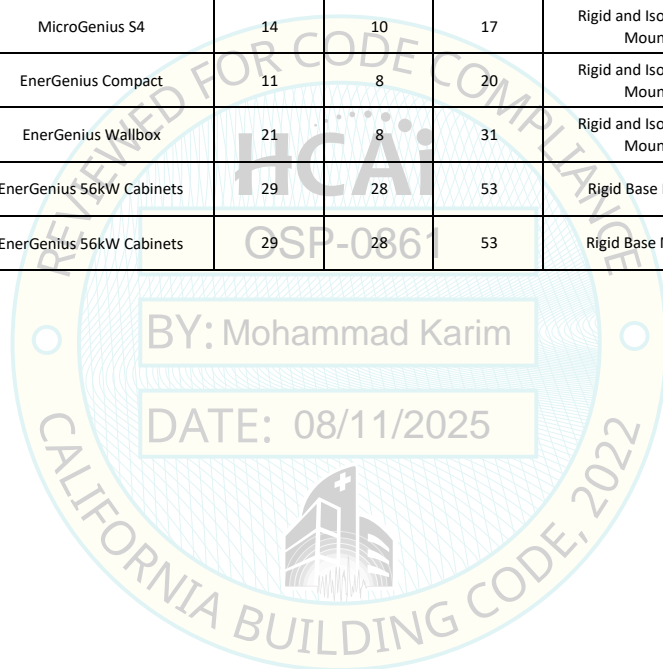 MicroGenius S4 14 10 17 Rigid and Iso
Moun
EnerGenius Compact 11 8 20 Rigid and Iso
Moun
EnerGenius Wallbox 21 8 31 Rigid and Iso
Moun
EnerGenius 56kW Cabinets 29 28 53 Rigid Base
EnerGenius 56kW Cabinets 29 28 53 Rigid Base M
REVIEWED FOR CODE COMPLIANCE
HCAi
OSP-0861
BY: Mohammad Karim
DATE: 08/11/2025
CALIFORNIA BUILDING CODE, 2022